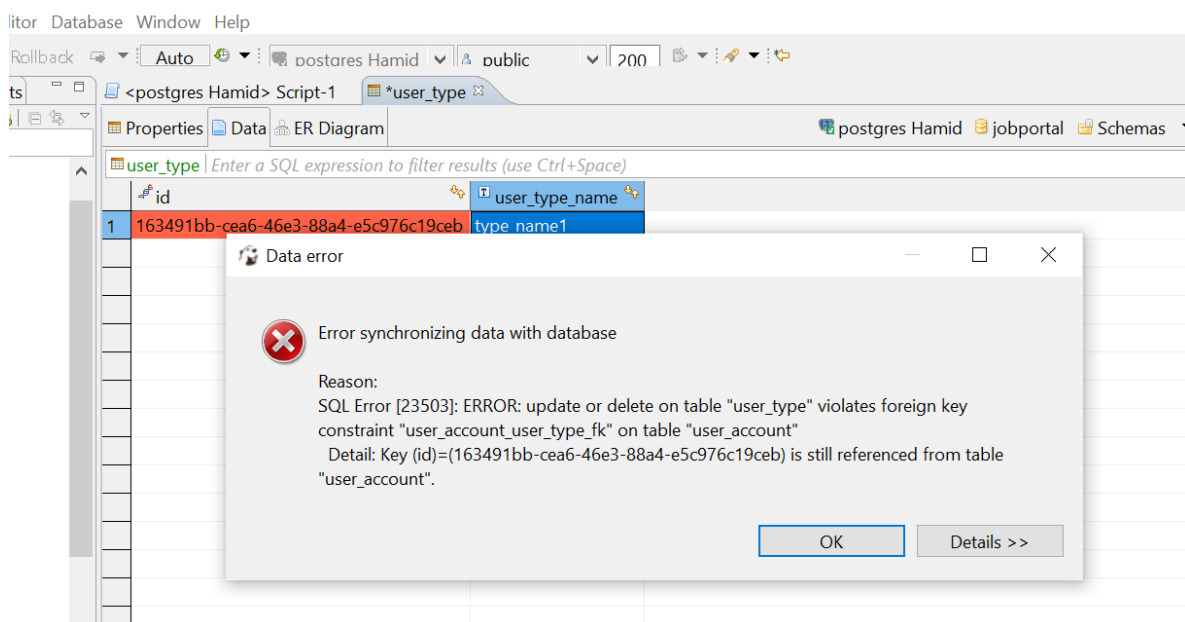 litor Database Window Help
Rollback Auto postgres Hamid public 200
ts <postgres Hamid> Script-1 *user_type
Properties Data ER Diagram postgres Hamid jobportal Schemas
user_type Enter a SQL expression to filter results (use Ctrl+Space)
id T user_type_name
1 163491bb-cea6-46e3-88a4-e5c976c19ceb type_name1
Data error
Error synchronizing data with database
Reason:
SQL Error [23503]: ERROR: update or delete on table "user_type" violates foreign key
constraint "user_account_user_type_fk" on table "user_account"
Detail: Key (id)=(163491bb-cea6-46e3-88a4-e5c976c19ceb) is still referenced from table
"user_account".
OK Details >>